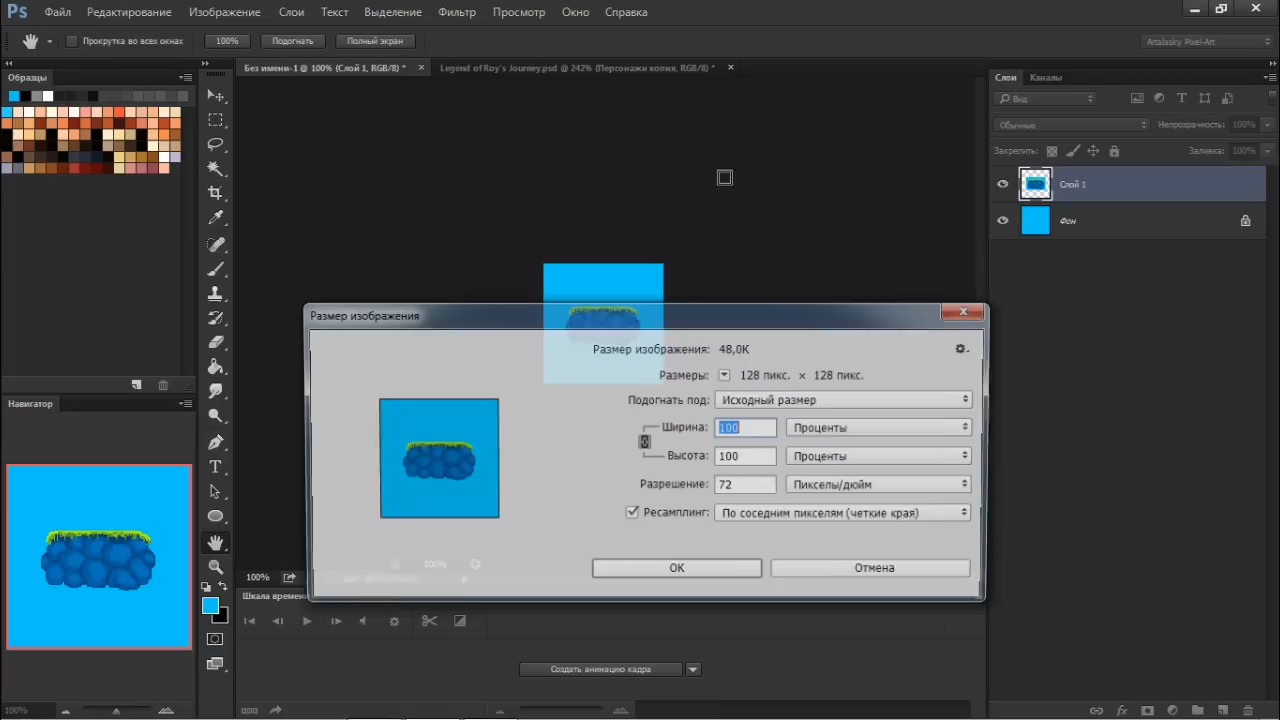 Ps Файл Редактирование Изображение Слои Текст Выделение Фильтр Просмотр Окно Справка
Прокрутка во всех окнах 100% Подогнать Полный экран Artalasky Pixel-Art
Образцы
Без имени-1 @ 100% (Слой 1, RGB/8) *
Legend of Roy's Journey.psd @ 242% (Персонажи копия, RGB/8) *
Слои Каналы
Вид
Обычные Непрозрачность: 100%
Закрепить: Заливка: 100%
Слой 1
Фон
Размер изображения
Размер изображения: 48,0K
Размеры: 128 пикс. × 128 пикс.
Подогнать под: Исходный размер
Ширина: 100 Проценты
Высота: 100 Проценты
Разрешение: 72 Пикселы/дюйм
Ресамплинг: По соседним пикселям (четкие края)
100%
OK Отмена
Навигатор
100%
Шкала времени
Создать анимацию кадра
100%